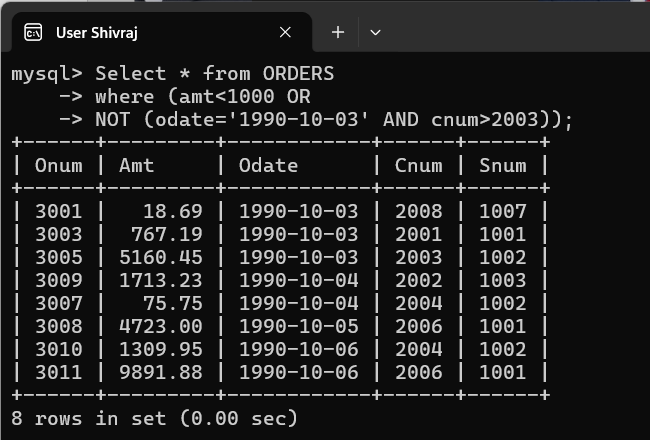 User Shivraj
mysql> Select * from ORDERS
    -> where (amt<1000 OR
    -> NOT (odate='1990-10-03' AND cnum>2003));
+------+---------+------------+------+------+
| Onum | Amt     | Odate      | Cnum | Snum |
+------+---------+------------+------+------+
| 3001 |   18.69 | 1990-10-03 | 2008 | 1007 |
| 3003 |  767.19 | 1990-10-03 | 2001 | 1001 |
| 3005 | 5160.45 | 1990-10-03 | 2003 | 1002 |
| 3009 | 1713.23 | 1990-10-04 | 2002 | 1003 |
| 3007 |   75.75 | 1990-10-04 | 2004 | 1002 |
| 3008 | 4723.00 | 1990-10-05 | 2006 | 1001 |
| 3010 | 1309.95 | 1990-10-06 | 2004 | 1002 |
| 3011 | 9891.88 | 1990-10-06 | 2006 | 1001 |
+------+---------+------------+------+------+
8 rows in set (0.00 sec)